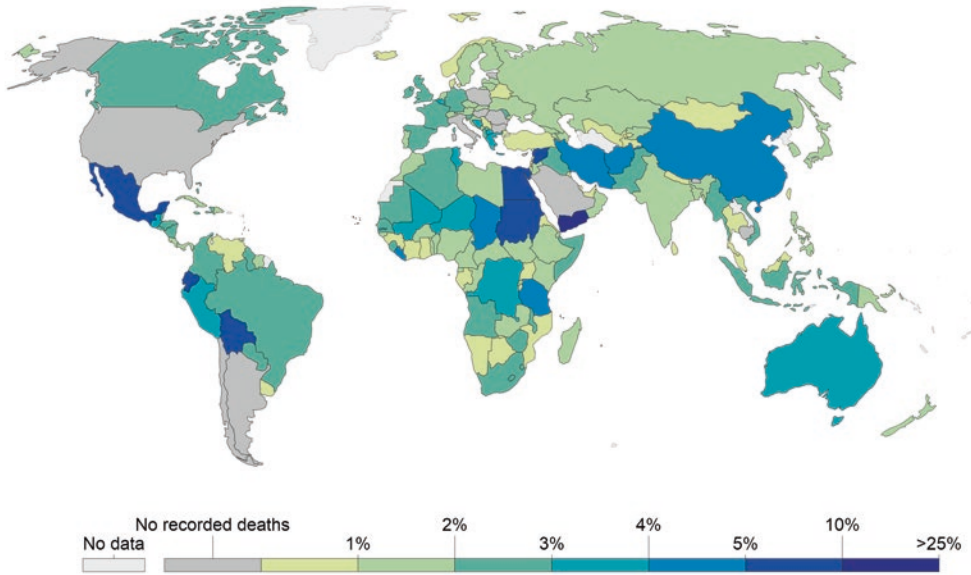 No recorded deaths 2% 4% 10%
No data 1% 3% 5% >25%